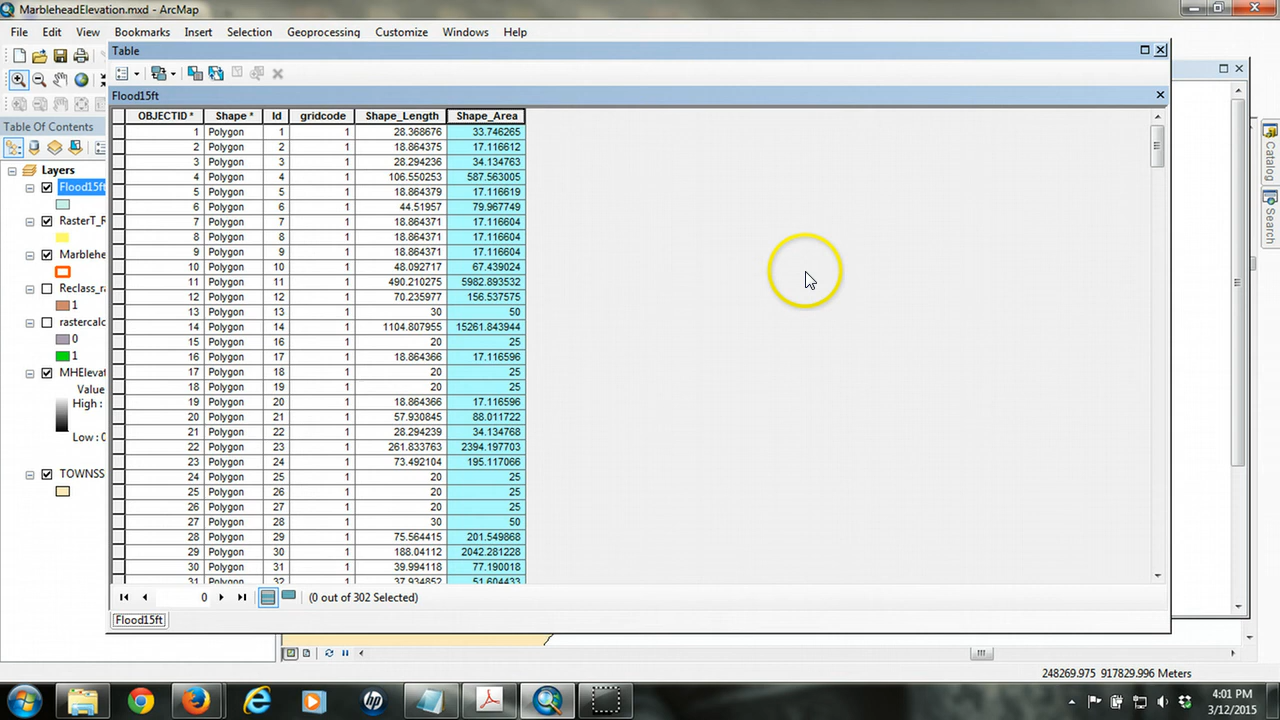 MarbleheadElevation.mxd - ArcMap
File Edit View Bookmarks Insert Selection Geoprocessing Customize Windows Help
Table
Flood15ft
Table Of Contents
Layers
Flood15ft
RasterT_R
Marblehe
Reclass_ra
1
rastercalc
0
1
MHElevat
Value
High :
Low : 0
TOWNSS
OBJECTID * Shape * Id gridcode Shape_Length Shape_Area
1 Polygon 1 1 28.368676 33.746265
2 Polygon 2 1 18.864375 17.116612
3 Polygon 3 1 28.294236 34.134763
4 Polygon 4 1 106.550253 587.563005
5 Polygon 5 1 18.864379 17.116619
6 Polygon 6 1 44.51957 79.967749
7 Polygon 7 1 18.864371 17.116604
8 Polygon 8 1 18.864371 17.116604
9 Polygon 9 1 18.864371 17.116604
10 Polygon 10 1 48.092717 67.439024
11 Polygon 11 1 490.210275 5982.893532
12 Polygon 12 1 70.235977 156.537575
13 Polygon 13 1 30 50
14 Polygon 14 1 1104.807955 15261.843944
15 Polygon 16 1 20 25
16 Polygon 17 1 18.864366 17.116596
17 Polygon 18 1 20 25
18 Polygon 19 1 20 25
19 Polygon 20 1 18.864366 17.116596
20 Polygon 21 1 57.930845 88.011722
21 Polygon 22 1 28.294239 34.134768
22 Polygon 23 1 261.833763 2394.197703
23 Polygon 24 1 73.492104 195.117066
24 Polygon 25 1 20 25
25 Polygon 26 1 20 25
26 Polygon 27 1 20 25
27 Polygon 28 1 30 50
28 Polygon 29 1 75.564415 201.549868
29 Polygon 30 1 188.04112 2042.281228
30 Polygon 31 1 39.994118 77.190018
31 Polygon 32 1 37.934852 51.604433
0 (0 out of 302 Selected)
Flood15ft
Catalog
Search
248269.975 917829.996 Meters
4:01 PM
3/12/2015